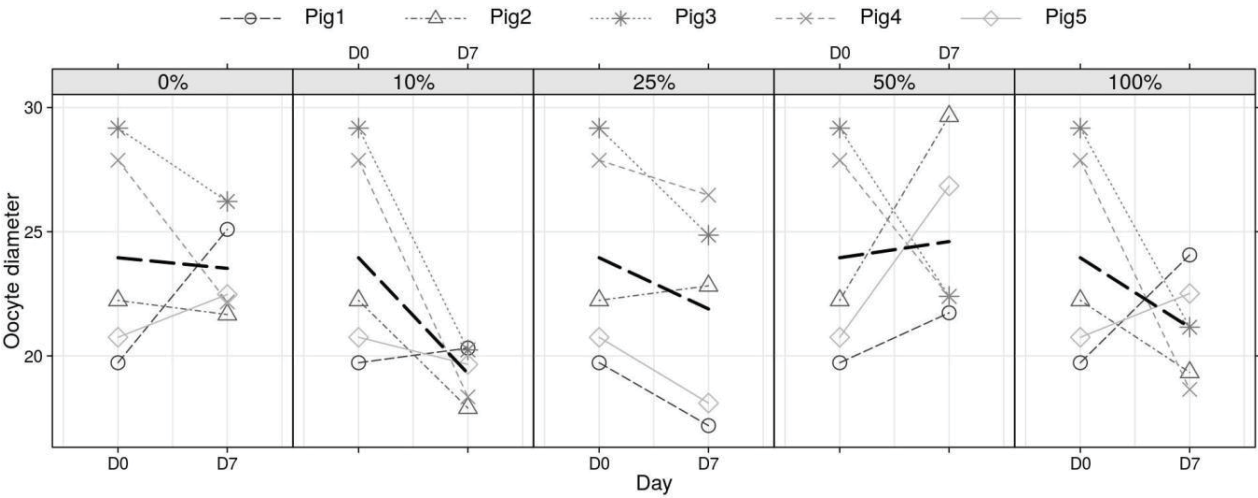 Pig1 Pig2 Pig3 Pig4 Pig5
D0 D7 D0 D7
0% 10% 25% 50% 100%
30
25
20
Oocyte diameter
D0 D7 D0 D7 D0 D7
Day